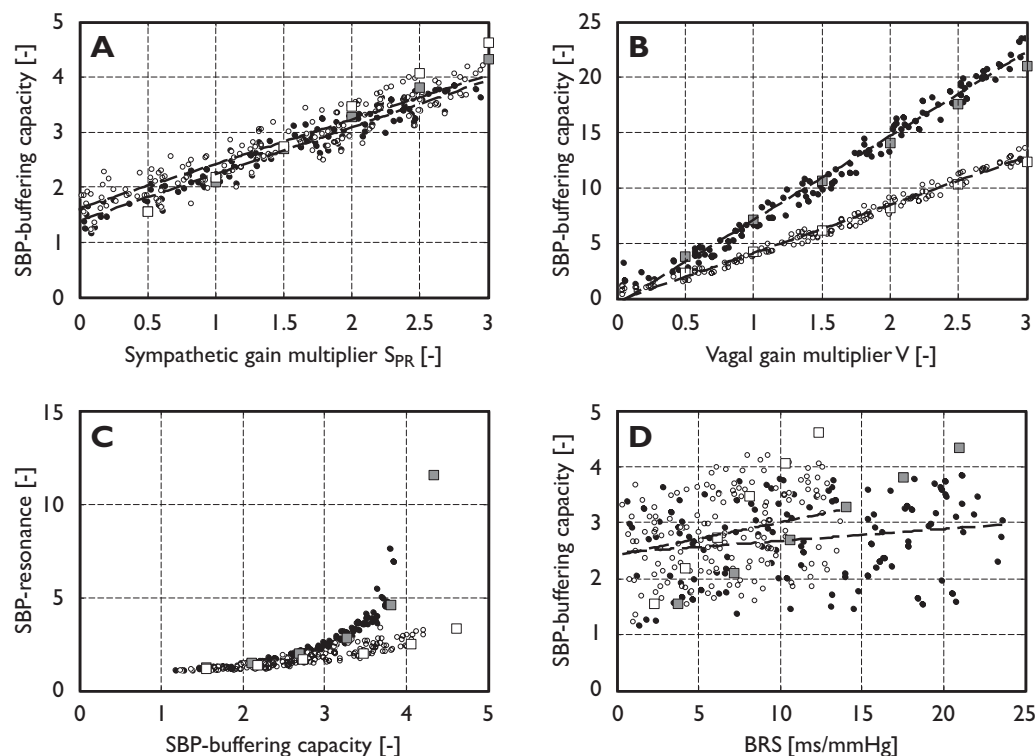 A
SBP-buffering capacity [-]
5
4
3
2
1
0
0 0.5 1 1.5 2 2.5 3
Sympathetic gain multiplier SPR [-]
B
SBP-buffering capacity [-]
25
20
15
10
5
0
0 0.5 1 1.5 2 2.5 3
Vagal gain multiplier V [-]
C
SBP-resonance [-]
15
10
5
0
0 1 2 3 4 5
SBP-buffering capacity [-]
D
SBP-buffering capacity [-]
5
4
3
2
1
0
0 5 10 15 20 25
BRS [ms/mmHg]